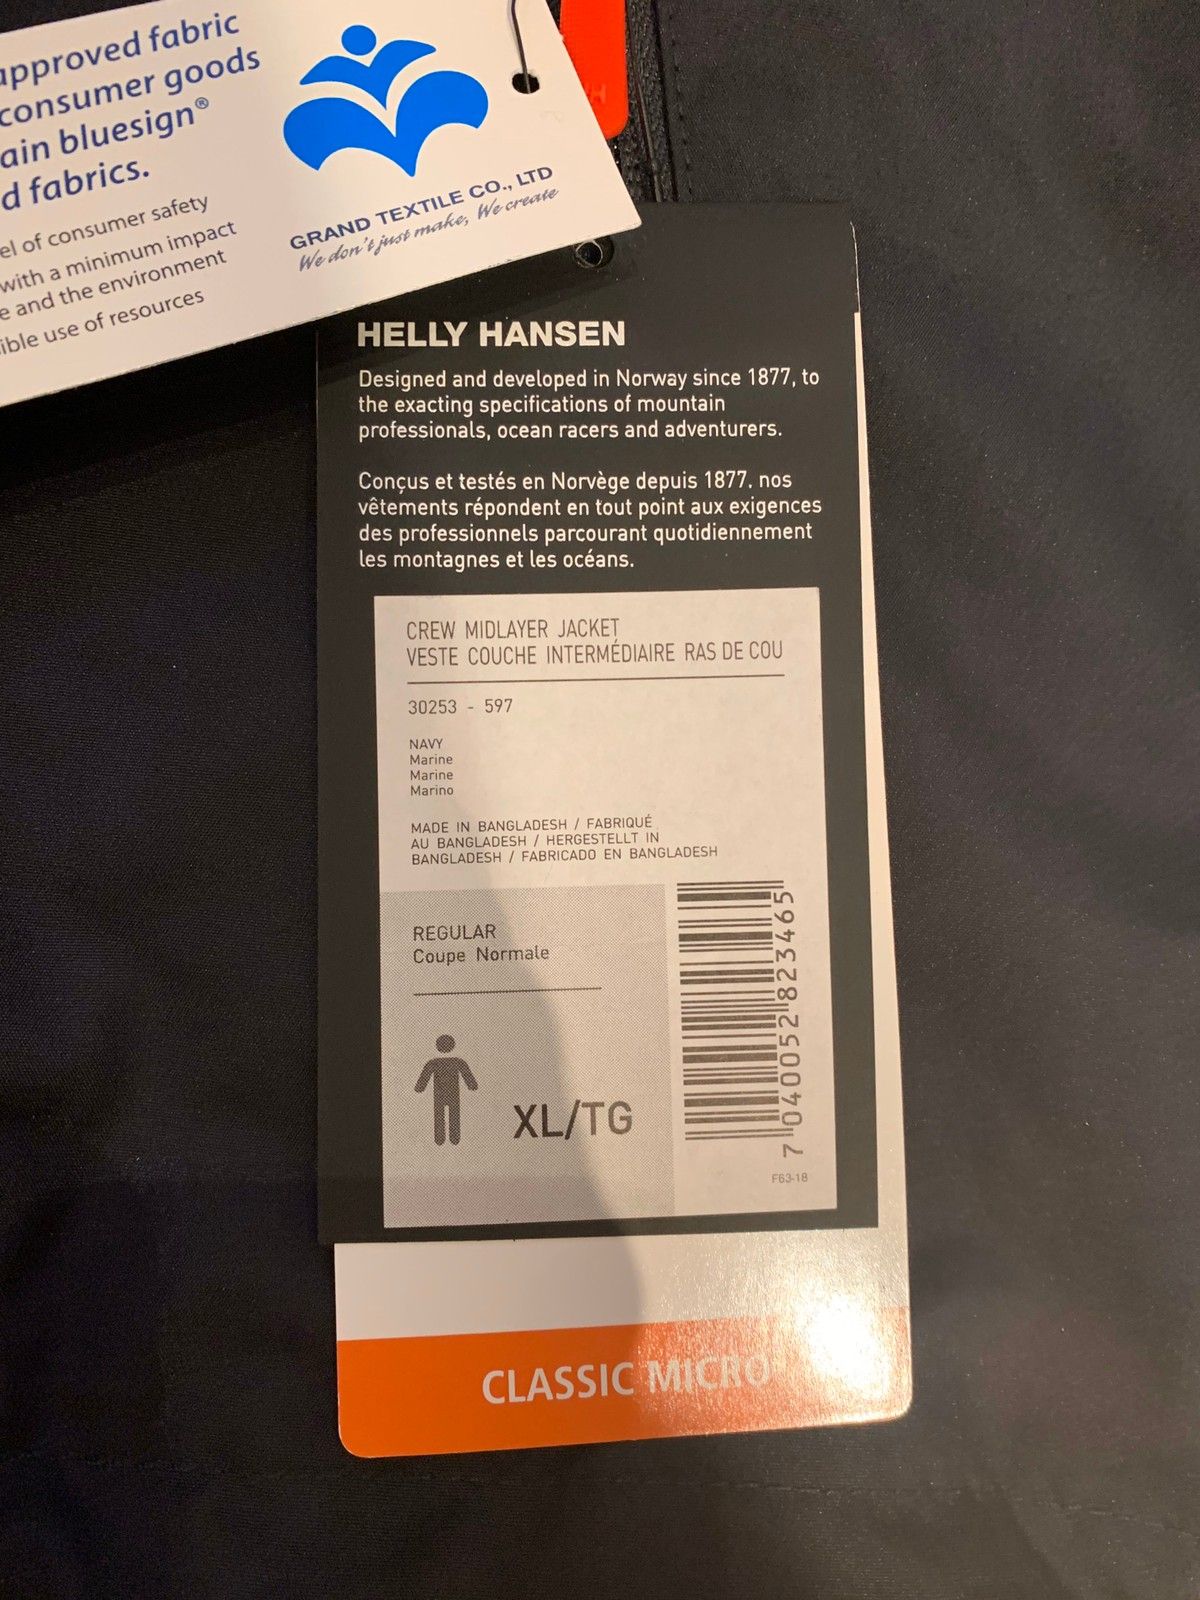 approved fabric
consumer goods
ain bluesign®
d fabrics.
el of consumer safety
with a minimum impact
e and the environment
ible use of resources
GRAND TEXTILE CO., LTD
We don't just make, We create
HELLY HANSEN
Designed and developed in Norway since 1877, to
the exacting specifications of mountain
professionals, ocean racers and adventurers.
Conçus et testés en Norvège depuis 1877, nos
vêtements répondent en tout point aux exigences
des professionnels parcourant quotidiennement
les montagnes et les océans.
CREW MIDLAYER JACKET
VESTE COUCHE INTERMÉDIAIRE RAS DE COU
30253 - 597
NAVY
Marine
Marine
Marino
MADE IN BANGLADESH / FABRIQUÉ
AU BANGLADESH / HERGESTELLT IN
BANGLADESH / FABRICADO EN BANGLADESH
REGULAR
Coupe Normale
XL/TG
7 040052 823465
F63-18
CLASSIC MICRO